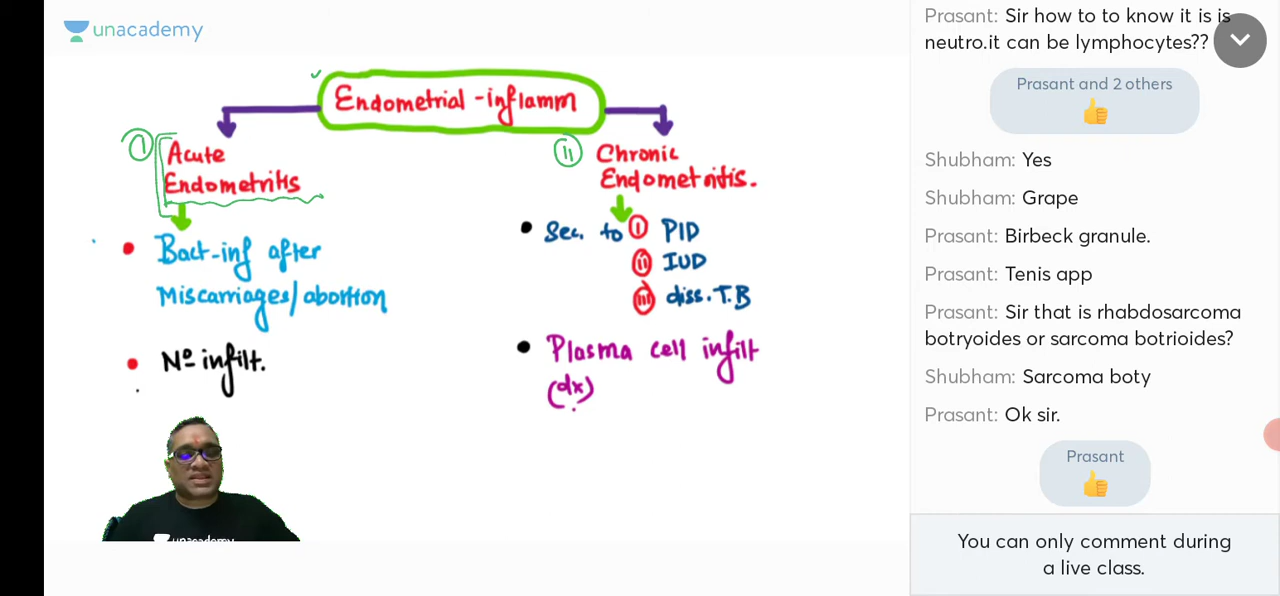 unacademy
Endometrial -inflamm
I
Acute
Endometritis
Bact-inf after
Miscarriages/abortion
Nº infilt.
II
Chronic
Endometritis.
Sec. to i PID
ii IUD
iii diss. T.B
Plasma cell infilt
(dx)
unacademy
Prasant: Sir how to to know it is is
neutro.it can be lymphocytes??
Prasant and 2 others
👍
Shubham: Yes
Shubham: Grape
Prasant: Birbeck granule.
Prasant: Tenis app
Prasant: Sir that is rhabdosarcoma
botryoides or sarcoma botrioides?
Shubham: Sarcoma boty
Prasant: Ok sir.
Prasant
👍
You can only comment during
a live class.